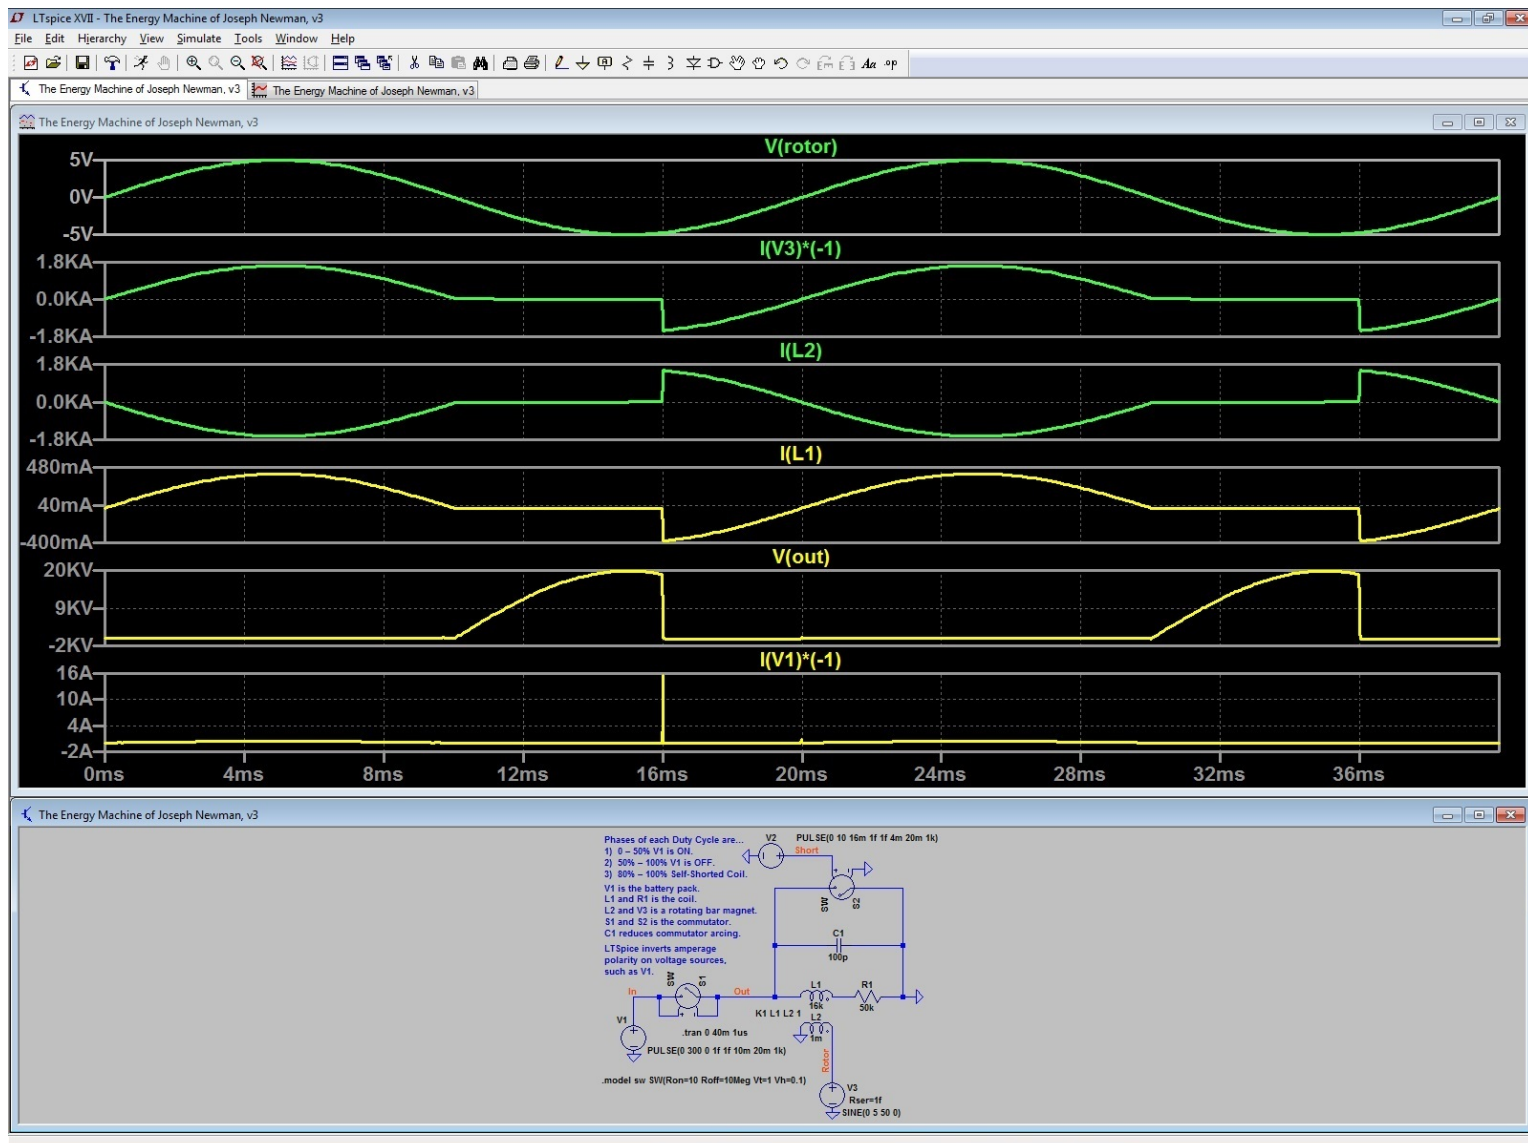 LTspice XVII - The Energy Machine of Joseph Newman, v3
File Edit Hierarchy View Simulate Tools Window Help
Aa .op
The Energy Machine of Joseph Newman, v3 The Energy Machine of Joseph Newman, v3
The Energy Machine of Joseph Newman, v3
V(rotor)
5V
0V
-5V
I(V3)*(-1)
1.8KA
0.0KA
-1.8KA
I(L2)
1.8KA
0.0KA
-1.8KA
I(L1)
480mA
40mA
-400mA
V(out)
20KV
9KV
-2KV
I(V1)*(-1)
16A
10A
4A
-2A
0ms 4ms 8ms 12ms 16ms 20ms 24ms 28ms 32ms 36ms
The Energy Machine of Joseph Newman, v3
Phases of each Duty Cycle are...
1) 0 – 50% V1 is ON.
2) 50% – 100% V1 is OFF.
3) 80% – 100% Self-Shorted Coil.
V1 is the battery pack.
L1 and R1 is the coil.
L2 and V3 is a rotating bar magnet.
S1 and S2 is the commutator.
C1 reduces commutator arcing.
LTSpice inverts amperage
polarity on voltage sources,
such as V1.
V2 PULSE(0 10 16m 1f 1f 4m 20m 1k)
Short
SW S2
C1
100p
SW S1
In Out
L1 R1
16k 50k
K1 L1 L2 1 L2
1m
V1
.tran 0 40m 1us
PULSE(0 300 0 1f 1f 10m 20m 1k)
Rotor
.model sw SW(Ron=10 Roff=10Meg Vt=1 Vh=0.1)
V3
Rser=1f
SINE(0 5 50 0)